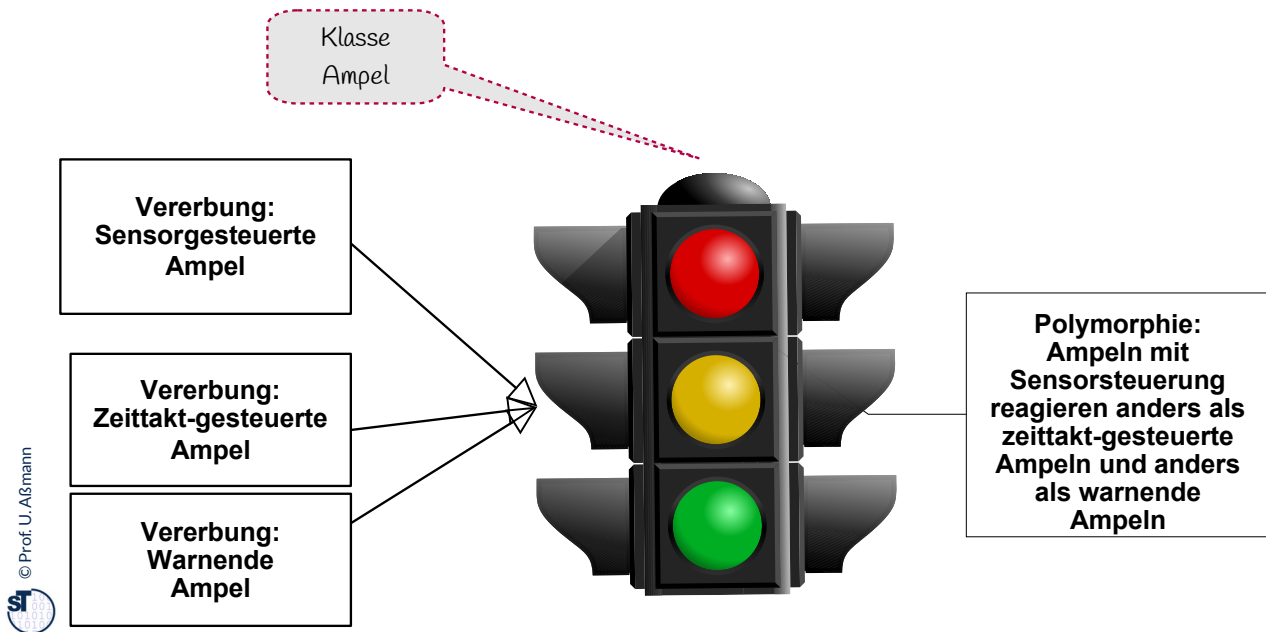 Klasse
Ampel
Vererbung:
Sensorgesteuerte
Ampel
Vererbung:
Zeittakt-gesteuerte
Ampel
Vererbung:
Warnende
Ampel
Polymorphie:
Ampeln mit
Sensorsteuerung
reagieren anders als
zeittakt-gesteuerte
Ampeln und anders
als warnende
Ampeln
© Prof. U. Aßmann
ST